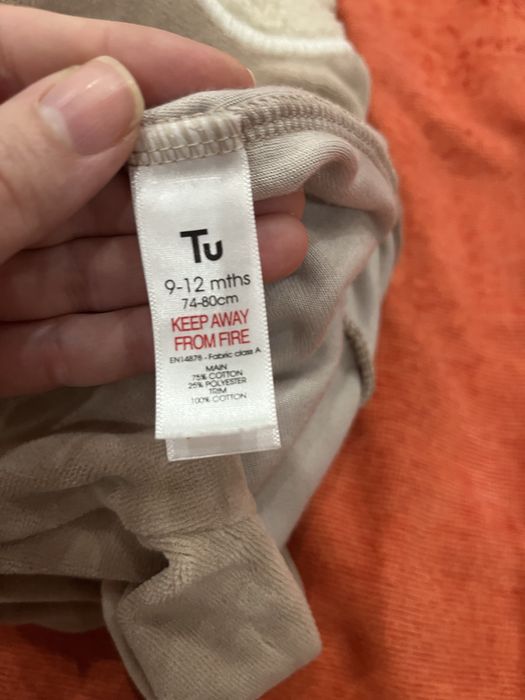 Tu
9-12 mths
74-80cm
KEEP AWAY
FROM FIRE
EN14878 - Fabric class A
MAIN
75% COTTON
25% POLYESTER
TRIM
100% COTTON